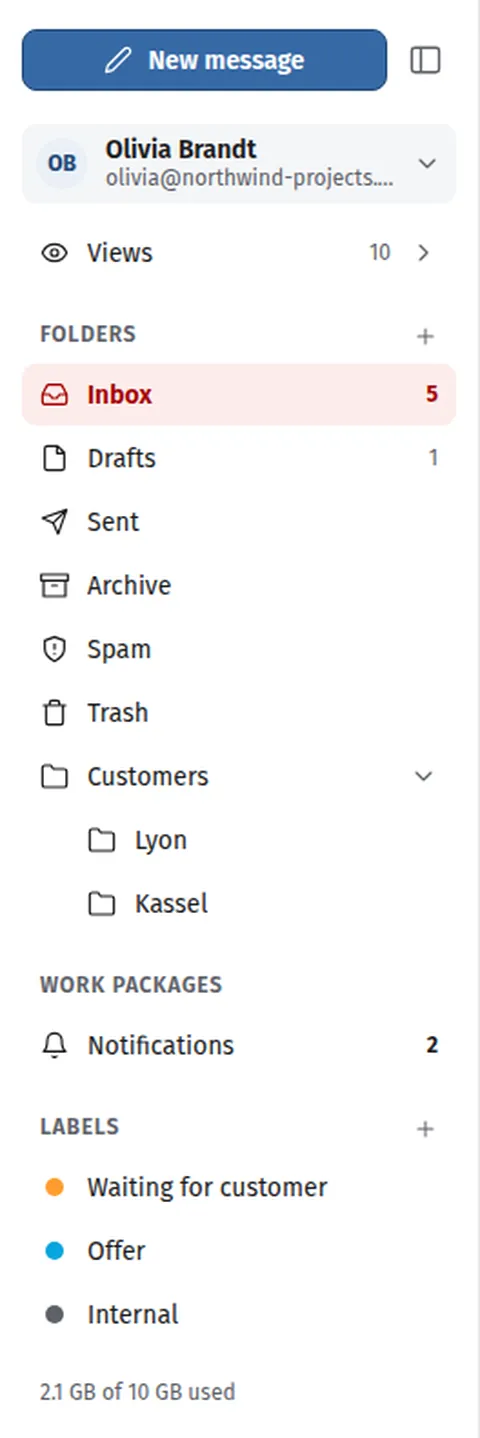 New message
OB
Olivia Brandt
olivia@northwind-projects....
Views 10
FOLDERS
Inbox 5
Drafts 1
Sent
Archive
Spam
Trash
Customers
Lyon
Kassel
WORK PACKAGES
Notifications 2
LABELS
Waiting for customer
Offer
Internal
2.1 GB of 10 GB used